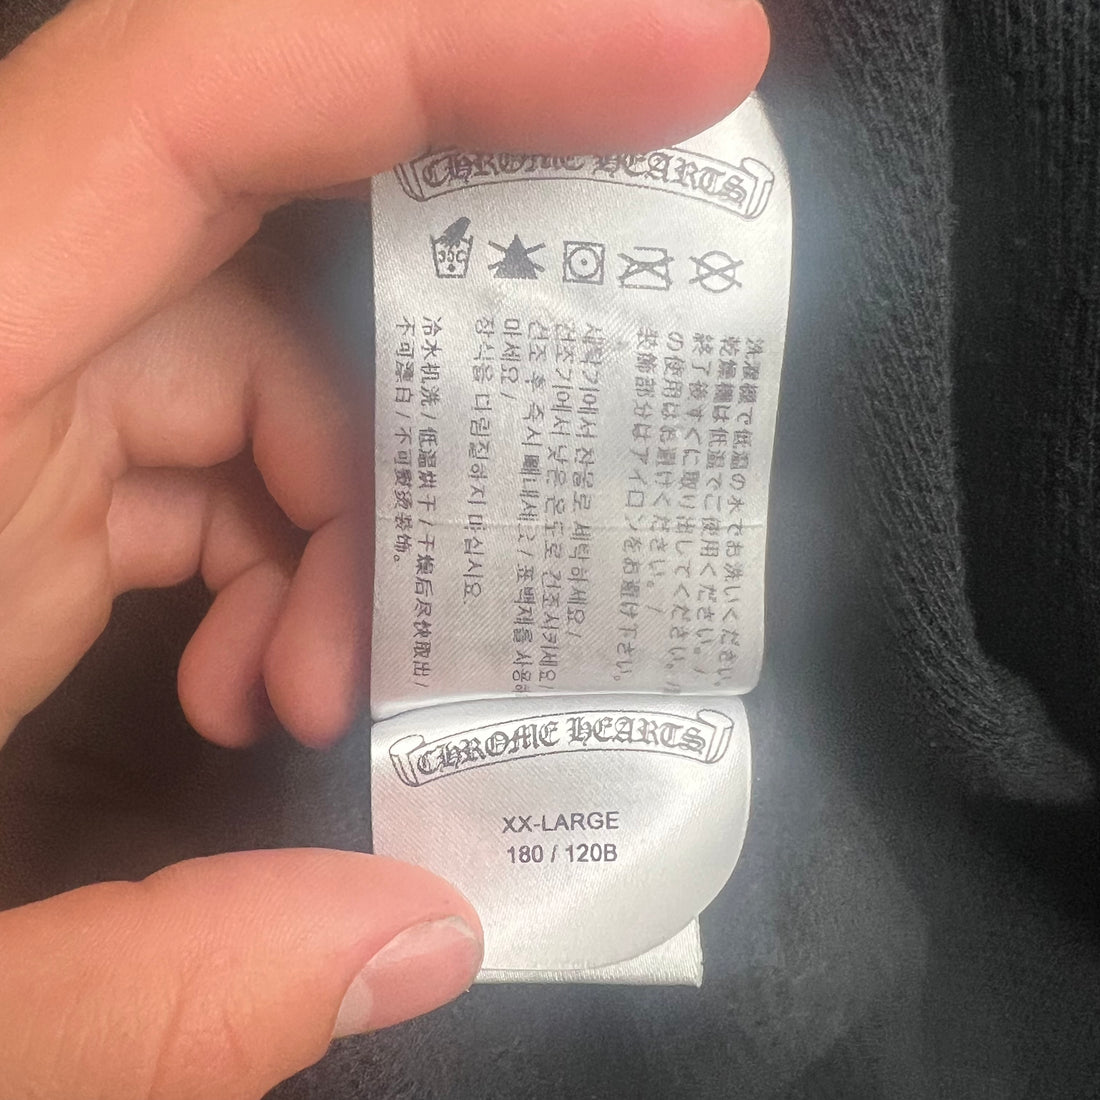 CHROME HEARTS
30C
洗濯機で低温の水でお洗いください。
乾燥機は低温でご使用ください。/
終了後すぐに取り出してください。/
の使用はお避けください。/
装飾部分はアイロンをお避け下さい。
세탁기에서 찬물로 세탁하세요/
건조기에서 낮은 온도로 건조시키세요/
건조 후 즉시 빼내세요/표백제를 사용하
마세요/
장식을 다림질하지 마십시요.
冷水机洗/低温烘干/干燥后尽快取出/
不可漂白/不可熨烫装饰。
CHROME HEARTS
XX-LARGE
180 / 120B